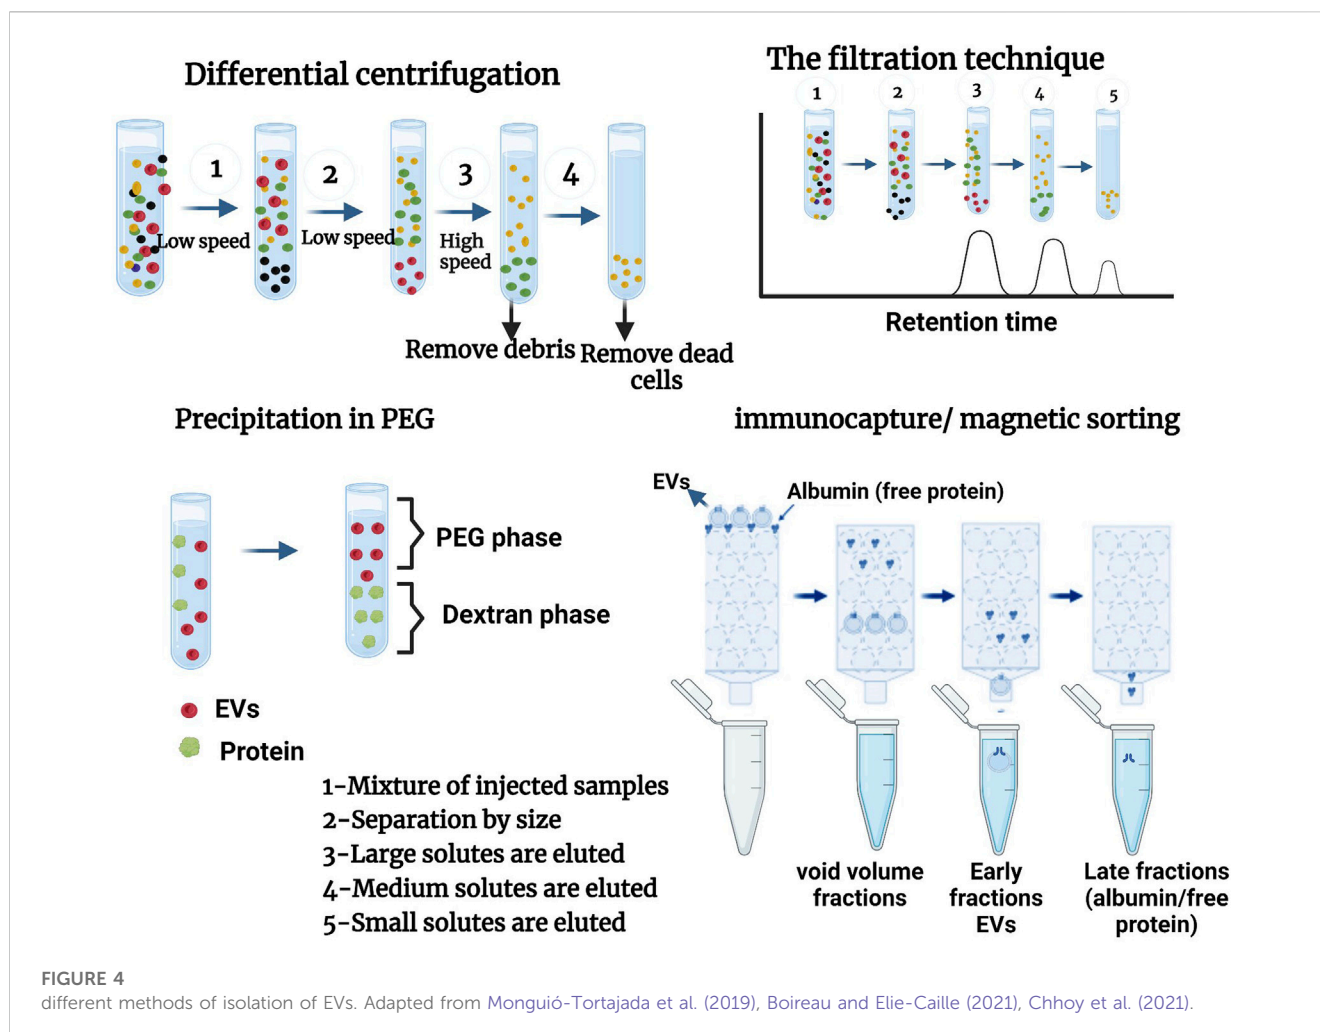 Differential centrifugation
1
2
3
4
Low speed
Low speed
High
speed
Remove debris
Remove dead
cells
The filtration technique
1
2
3
4
5
Retention time
Precipitation in PEG
PEG phase
Dextran phase
EVs
Protein
immunocapture/ magnetic sorting
EVs
Albumin (free protein)
void volume
fractions
Early
fractions
EVs
Late fractions
(albumin/free
protein)
1-Mixture of injected samples
2-Separation by size
3-Large solutes are eluted
4-Medium solutes are eluted
5-Small solutes are eluted
FIGURE 4
different methods of isolation of EVs. Adapted from Monguió-Tortajada et al. (2019), Boireau and Elie-Caille (2021), Chhoy et al. (2021).